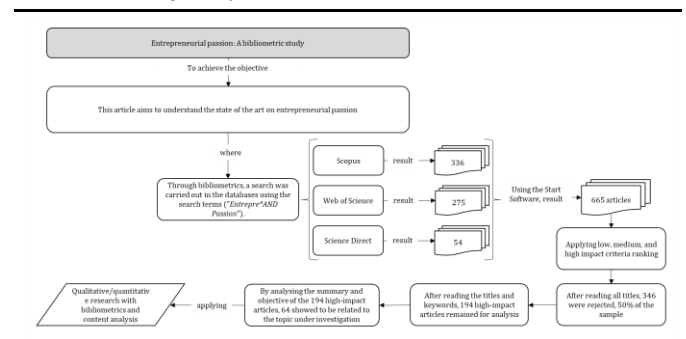 Entrepreneurial passion: A bibliometric study
To achieve the objective
This article aims to understand the state of the art on entrepreneurial passion
where
Through bibliometrics, a search was
carried out in the databases using the
search terms ("Entrepre*AND
Passion").
Scopus
result
336
Web of Science
result
275
Science Direct
result
54
Using the Start
Software, result
665 articles
Applying low, medium, and
high impact criteria ranking
After reading all titles, 346
were rejected, 50% of the
sample
After reading the titles and
keywords, 194 high-impact
articles remained for analysis
By analysing the summary and
objective of the 194 high-impact
articles, 64 showed to be related to
the topic under investigation
applying
Qualitative/quantitativ
e research with
bibliometrics and
content analysis